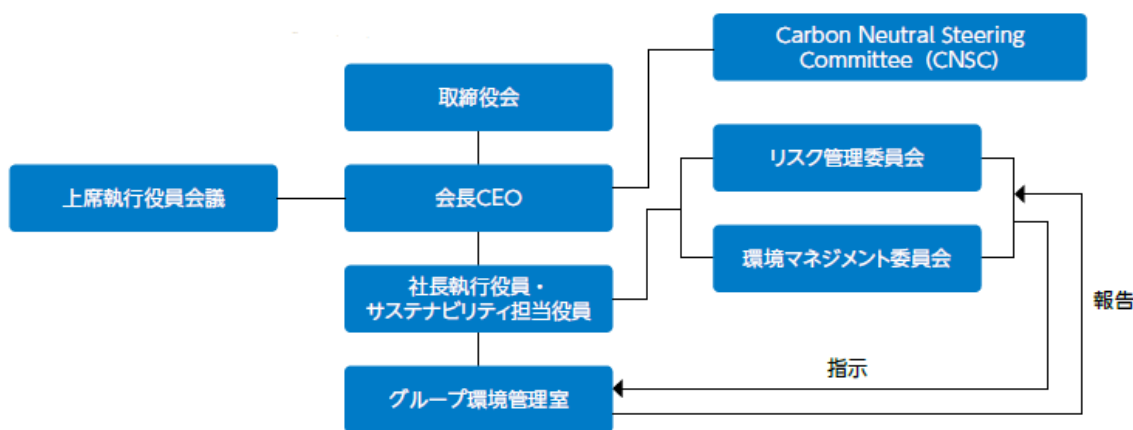 Carbon Neutral Steering
Committee (CNSC)
取締役会
リスク管理委員会
上席執行役員会議
会長CEO
環境マネジメント委員会
社長執行役員・
サステナビリティ担当役員
報告
指示
グループ環境管理室